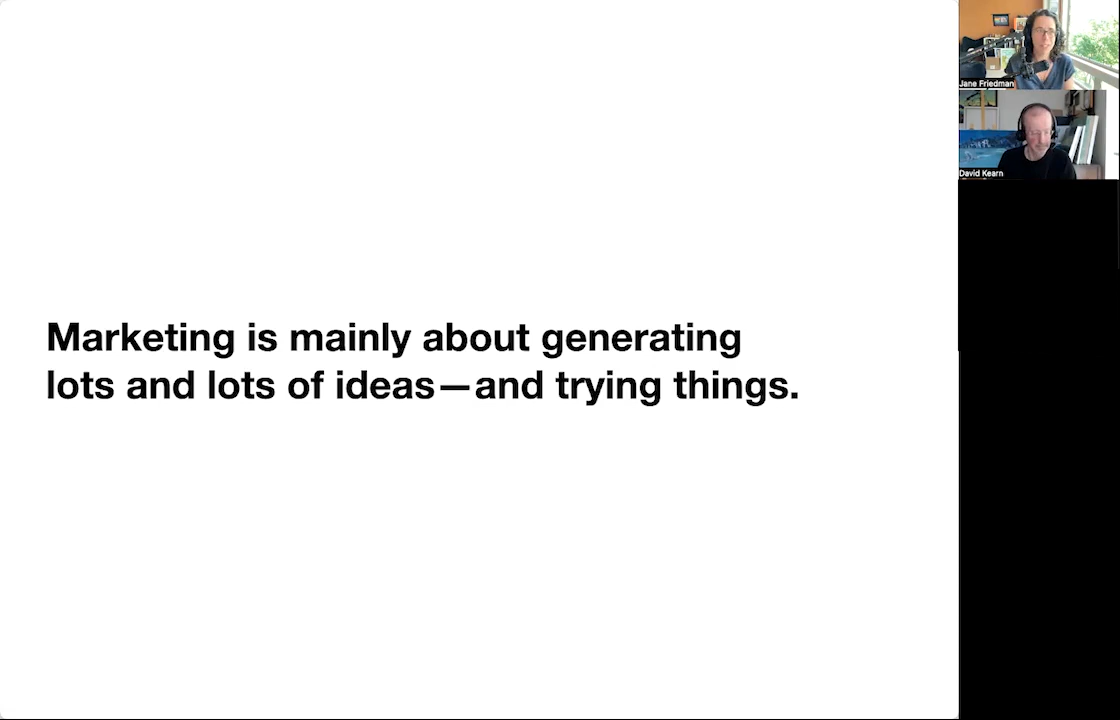 Marketing is mainly about generating
lots and lots of ideas—and trying things.
Jane Friedman
David Kearn